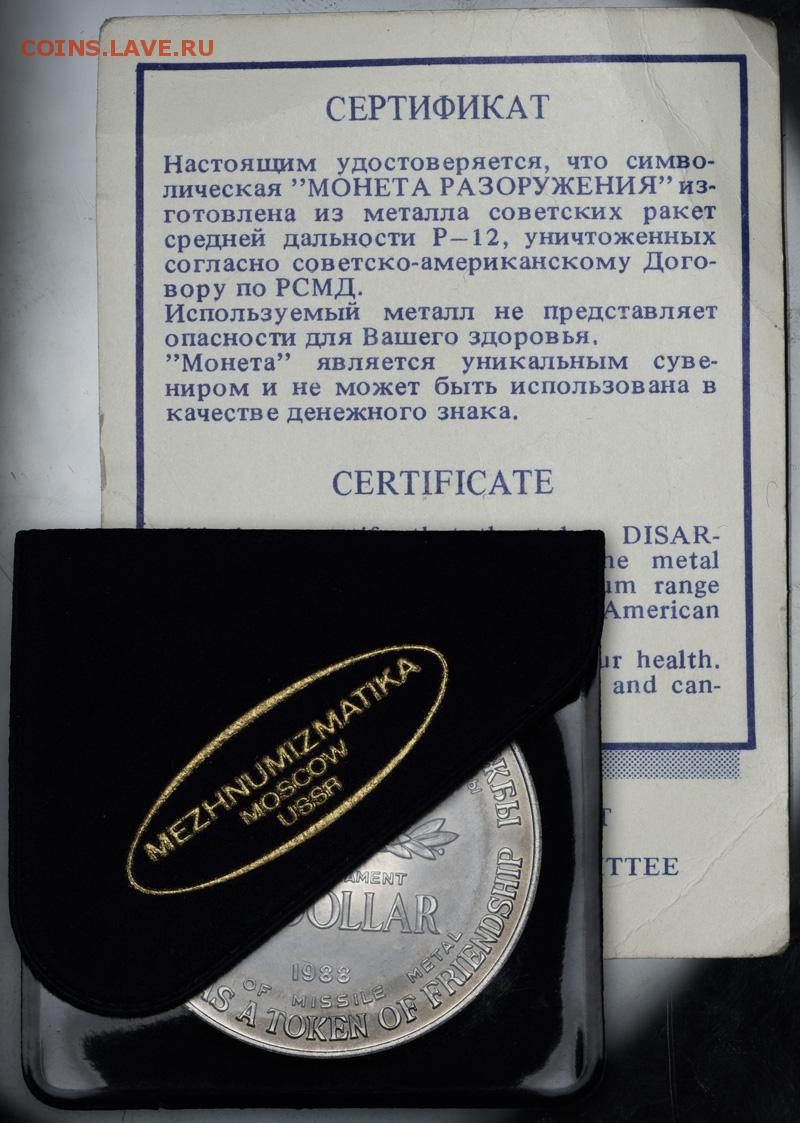 COINS.LAVE.RU
СЕРТИФИКАТ
Настоящим удостоверяется, что симво-
лическая "МОНЕТА РАЗОРУЖЕНИЯ" из-
готовлена из металла советских ракет
средней дальности Р—12, уничтоженных
согласно советско-американскому Дого-
вору по РСМД.
Используемый металл не представляет
опасности для Вашего здоровья.
"Монета" является уникальным суве-
ниром и не может быть использована в
качестве денежного знака.
CERTIFICATE
DISAR-
metal
range
American
health.
and can-
MEZHNUMIZMATIKA
MOSCOW
USSR
DOLLAR
1988
OF MISSILE METAL
AS A TOKEN OF FRIENDSHIP